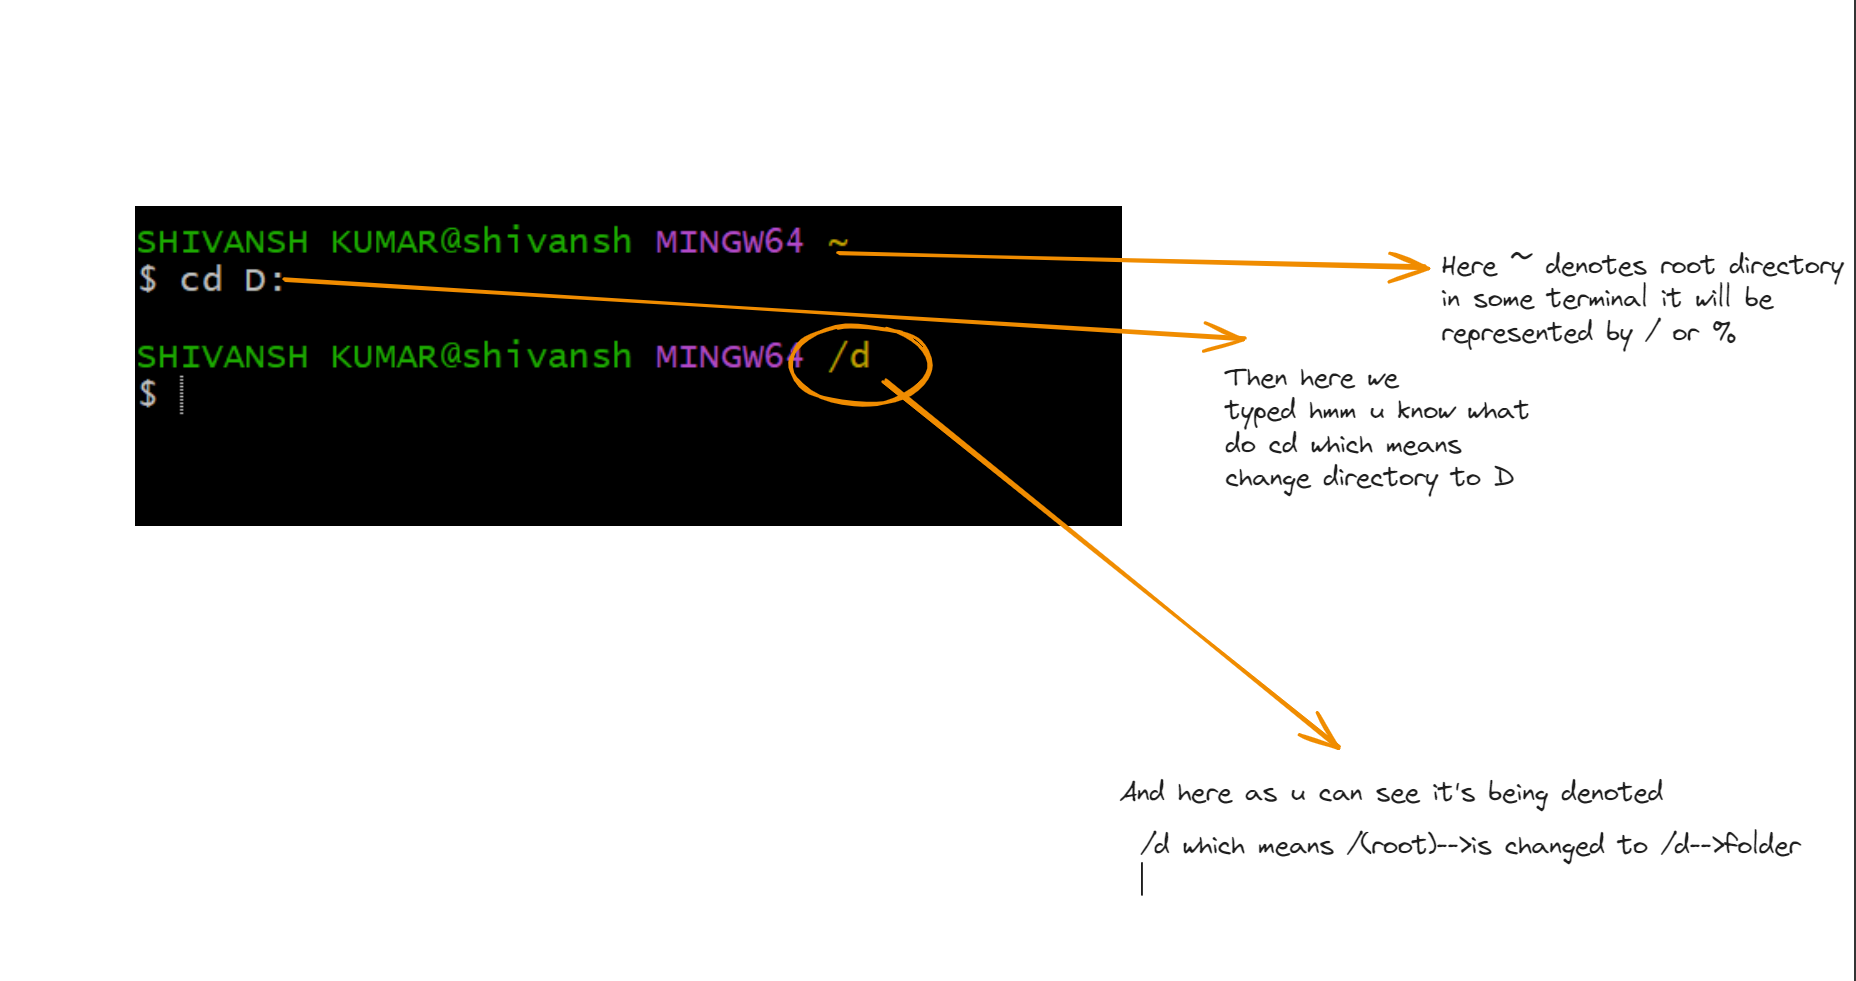 SHIVANSH KUMAR@shivansh MINGW64 ~
$ cd D:
SHIVANSH KUMAR@shivansh MINGW64 /d
$
Here ~ denotes root directory
in some terminal it will be
represented by / or %
Then here we
typed hmm u know what
do cd which means
change directory to D
And here as u can see it's being denoted
/d which means /(root)-->is changed to /d-->folder